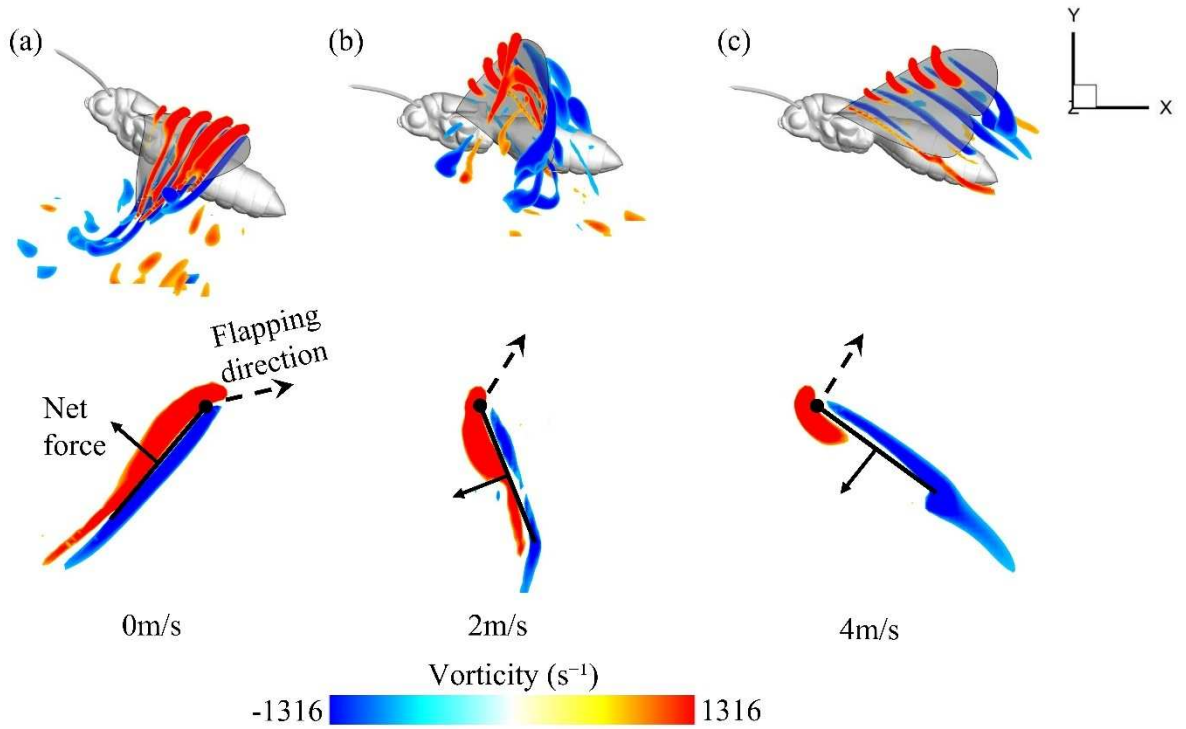 (a)
(b)
(c)
Y
Z
X
Flapping
direction
Net
force
0m/s
2m/s
4m/s
Vorticity (s⁻¹)
-1316
1316